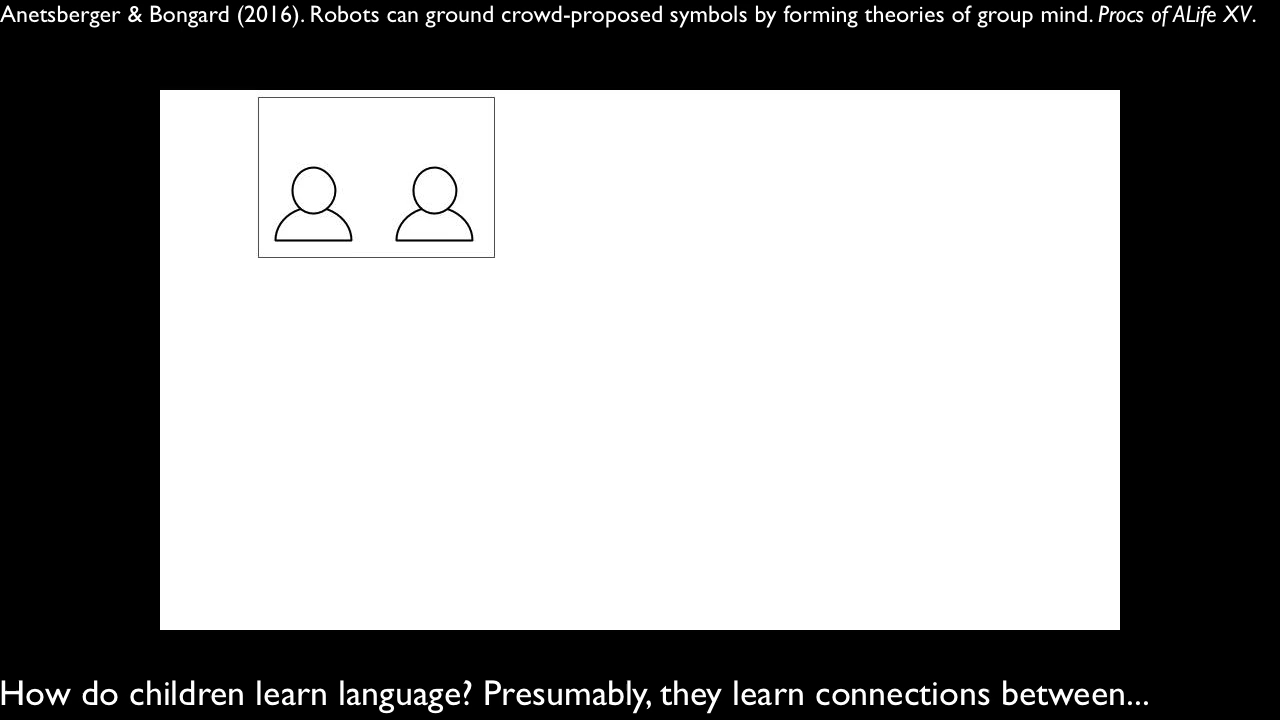 Anetsberger & Bongard (2016). Robots can ground crowd-proposed symbols by forming theories of group mind. Procs of ALife XV.
How do children learn language? Presumably, they learn connections between...